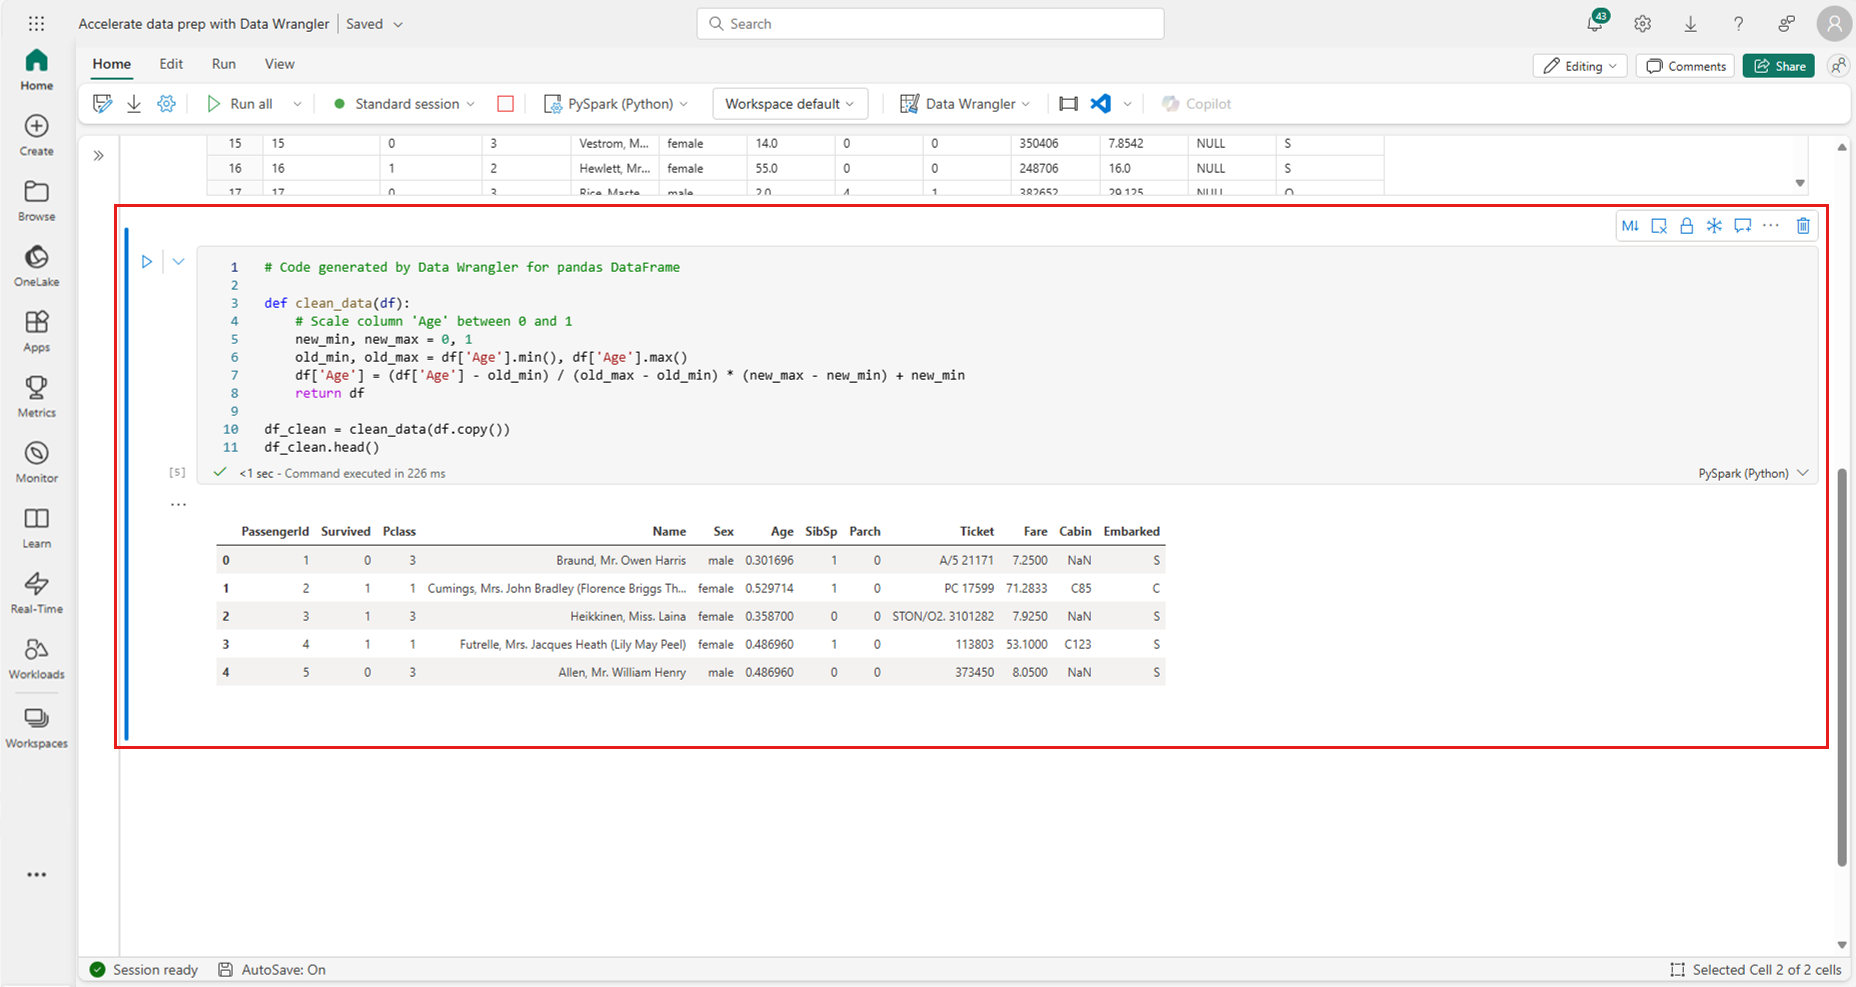 Accelerate data prep with Data Wrangler | Saved
Search
43
Home Edit Run View
Editing Comments Share
Run all Standard session PySpark (Python) Workspace default Data Wrangler Copilot
Home
Create
Browse
OneLake
Apps
Metrics
Monitor
Learn
Real-Time
Workloads
Workspaces
15 15 0 3 Vestrom, M... female 14.0 0 0 350406 7.8542 NULL S
16 16 1 2 Hewlett, Mr... female 55.0 0 0 248706 16.0 NULL S
17 17 0 3 Rice, Maste... male 2.0 4 1 382652 29.125 NULL Q
M↓
1 # Code generated by Data Wrangler for pandas DataFrame
2
3 def clean_data(df):
4 # Scale column 'Age' between 0 and 1
5 new_min, new_max = 0, 1
6 old_min, old_max = df['Age'].min(), df['Age'].max()
7 df['Age'] = (df['Age'] - old_min) / (old_max - old_min) * (new_max - new_min) + new_min
8 return df
9
10 df_clean = clean_data(df.copy())
11 df_clean.head()
[5] <1 sec - Command executed in 226 ms PySpark (Python)
PassengerId Survived Pclass Name Sex Age SibSp Parch Ticket Fare Cabin Embarked
0 1 0 3 Braund, Mr. Owen Harris male 0.301696 1 0 A/5 21171 7.2500 NaN S
1 2 1 1 Cumings, Mrs. John Bradley (Florence Briggs Th... female 0.529714 1 0 PC 17599 71.2833 C85 C
2 3 1 3 Heikkinen, Miss. Laina female 0.358700 0 0 STON/O2. 3101282 7.9250 NaN S
3 4 1 1 Futrelle, Mrs. Jacques Heath (Lily May Peel) female 0.486960 1 0 113803 53.1000 C123 S
4 5 0 3 Allen, Mr. William Henry male 0.486960 0 0 373450 8.0500 NaN S
Session ready AutoSave: On Selected Cell 2 of 2 cells